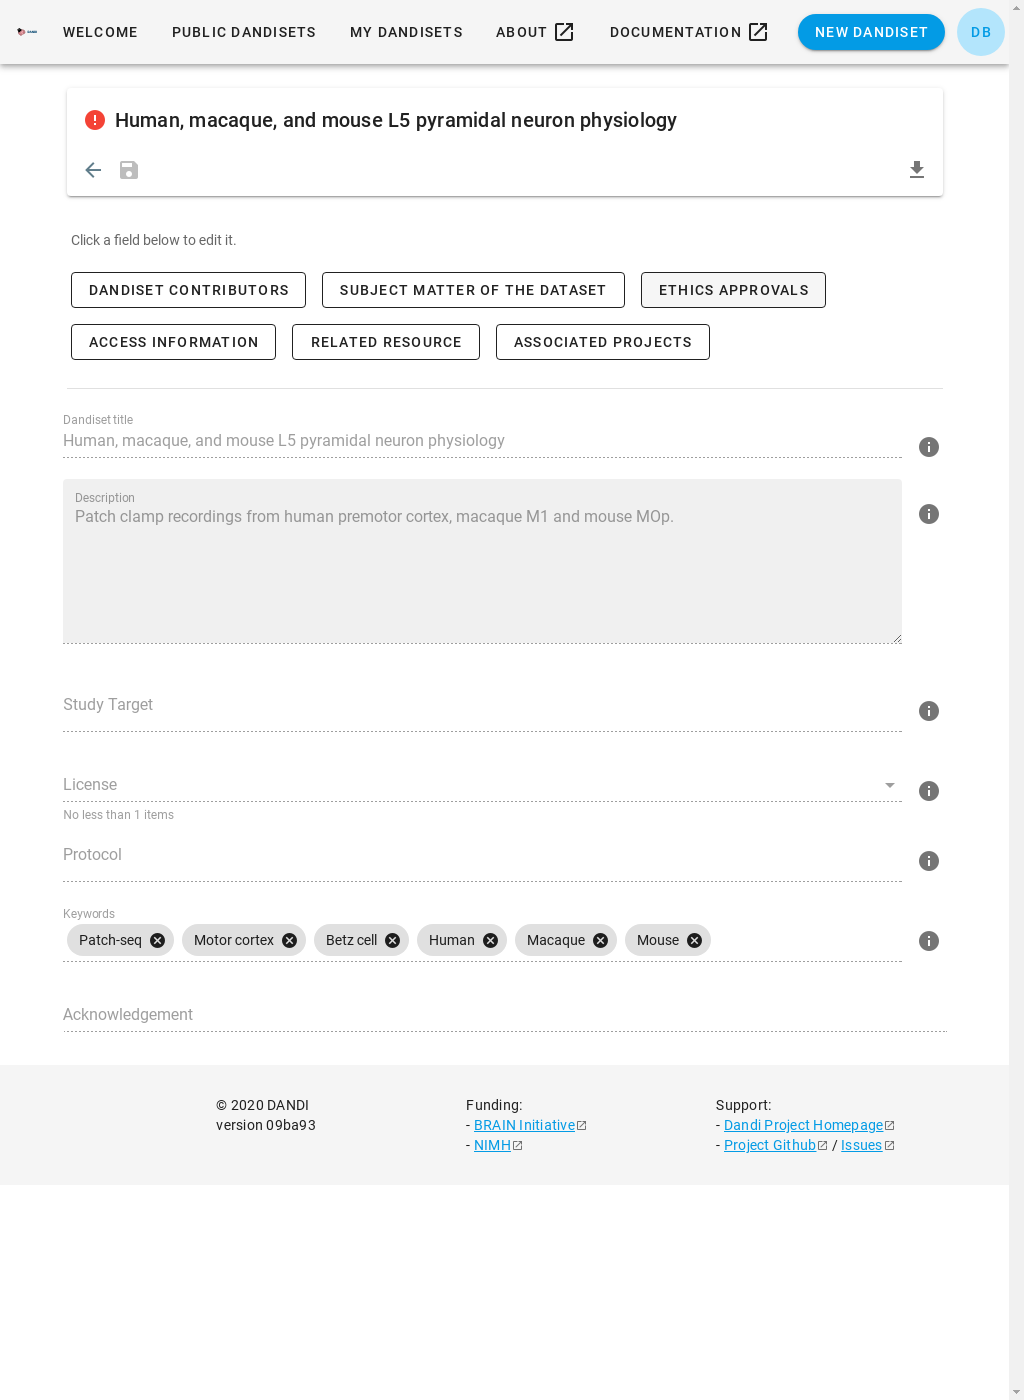 WELCOME PUBLIC DANDISETS MY DANDISETS ABOUT DOCUMENTATION NEW DANDISET DB
Human, macaque, and mouse L5 pyramidal neuron physiology
Click a field below to edit it.
DANDISET CONTRIBUTORS SUBJECT MATTER OF THE DATASET ETHICS APPROVALS
ACCESS INFORMATION RELATED RESOURCE ASSOCIATED PROJECTS
Dandiset title
Human, macaque, and mouse L5 pyramidal neuron physiology
Description
Patch clamp recordings from human premotor cortex, macaque M1 and mouse MOp.
Study Target
License
No less than 1 items
Protocol
Keywords
Patch-seq Motor cortex Betz cell Human Macaque Mouse
Acknowledgement
© 2020 DANDI Funding: Support:
version 09ba93 - BRAIN Initiative - Dandi Project Homepage
- NIMH - Project Github / Issues